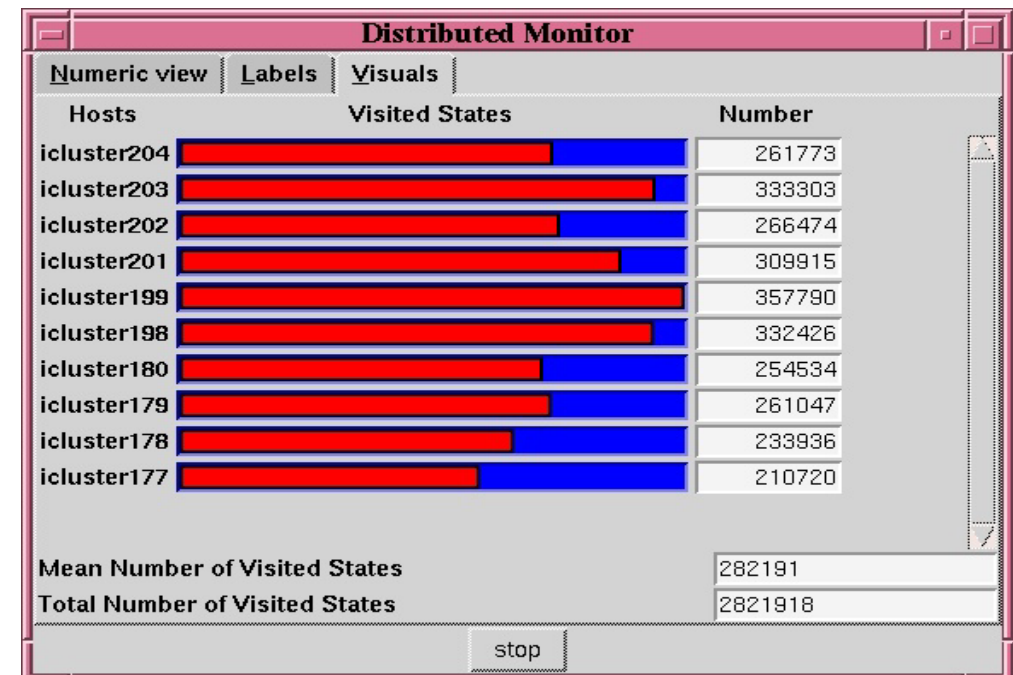 Distributed Monitor
Numeric view Labels Visuals
Hosts Visited States Number
icluster204 261773
icluster203 333303
icluster202 266474
icluster201 309915
icluster199 357790
icluster198 332426
icluster180 254534
icluster179 261047
icluster178 233936
icluster177 210720
Mean Number of Visited States 282191
Total Number of Visited States 2821918
stop